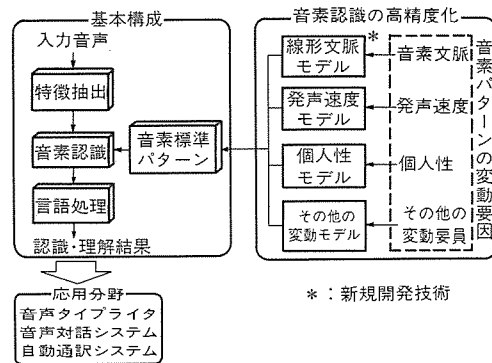 基本構成
入力音声
特徴抽出
音素認識
音素標準
パターン
言語処理
認識・理解結果
応用分野
音声タイプライタ
音声対話システム
自動通訳システム
音素認識の高精度化
線形文脈
モデル
*
音素文脈
発声速度
モデル
発声速度
個人性
モデル
個人性
その他の
変動モデル
その他の
変動要員
音素パターンの変動要因
*：新規開発技術